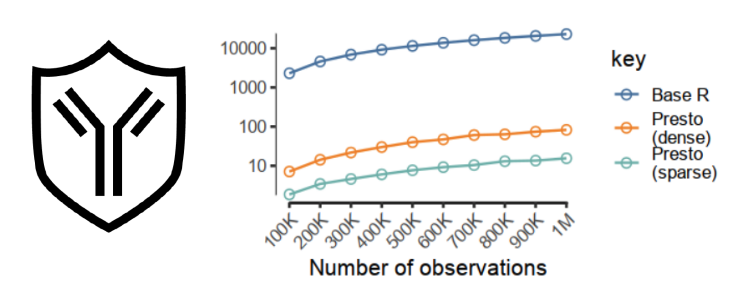 10000
1000
100
10
100K
200K
300K
400K
500K
600K
700K
800K
900K
1M
Number of observations
key
Base R
Presto
(dense)
Presto
(sparse)